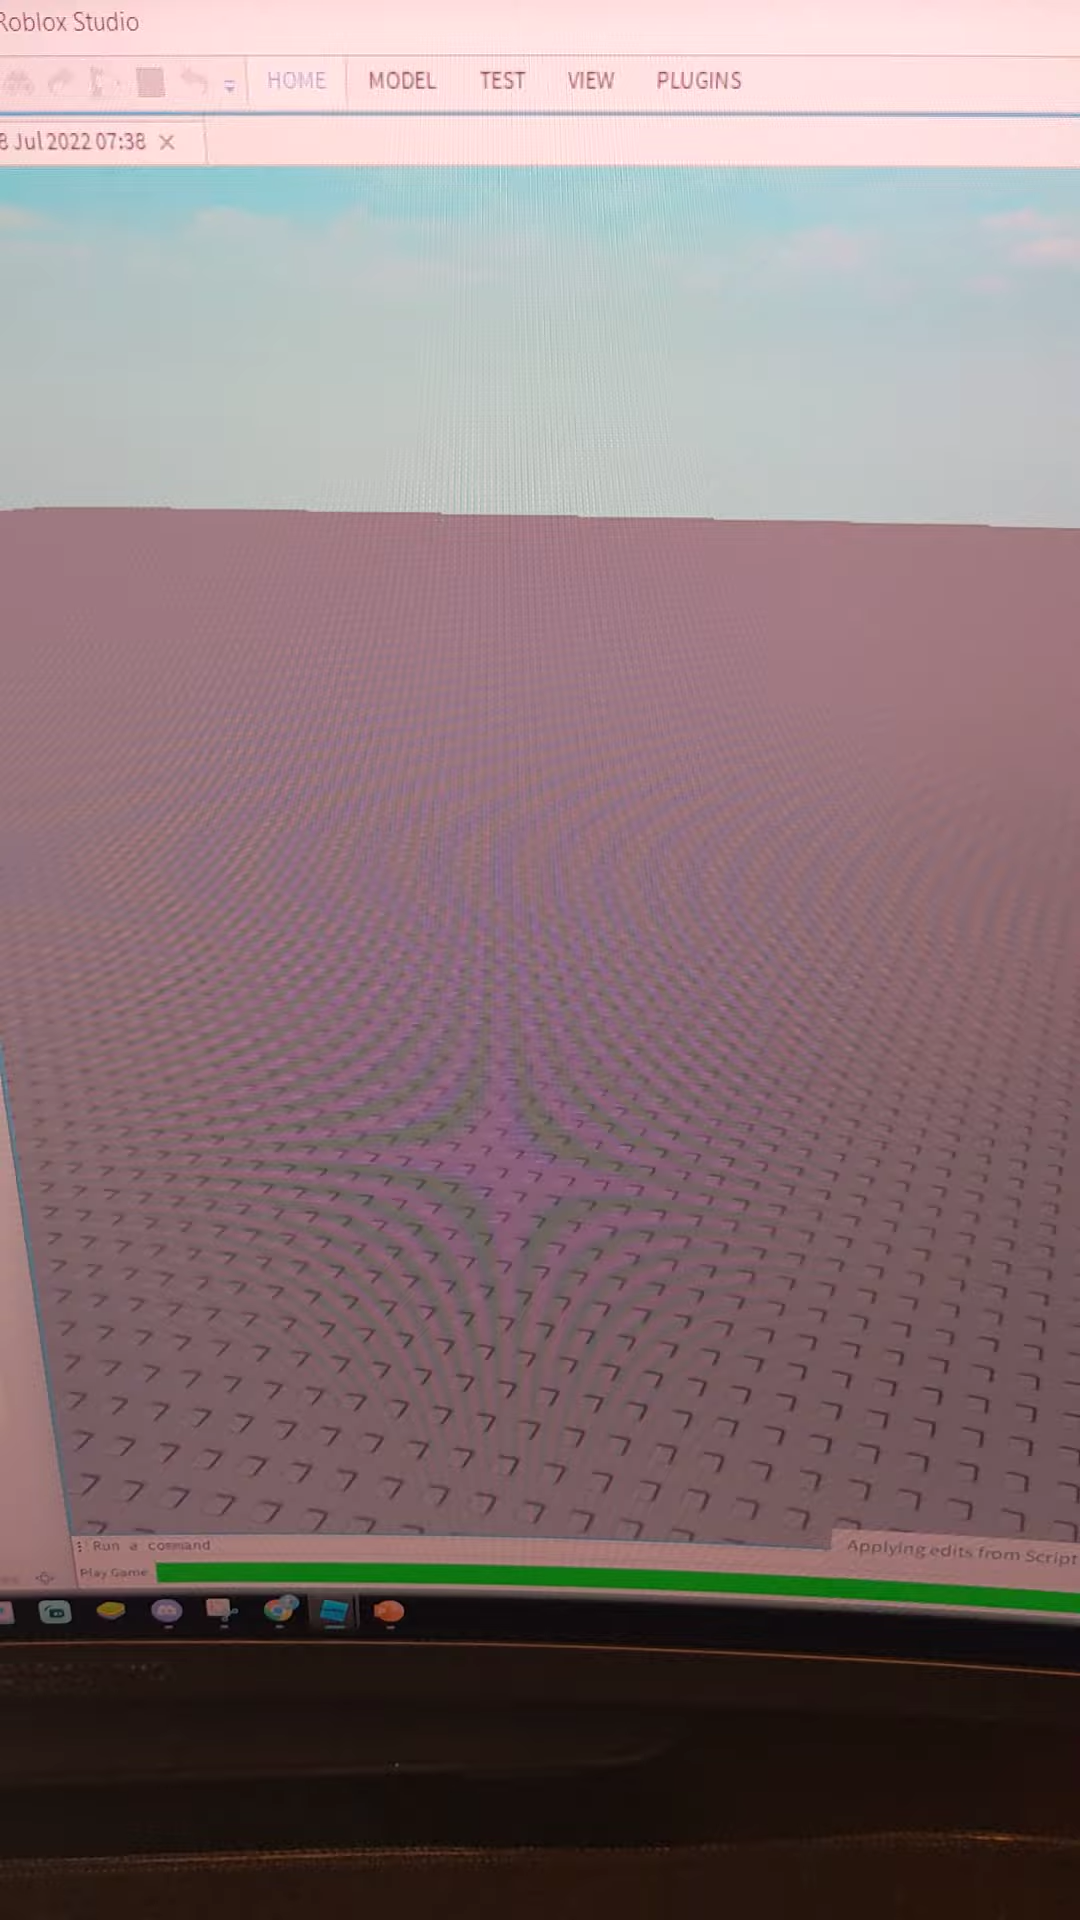 Roblox Studio
HOME MODEL TEST VIEW PLUGINS
8 Jul 2022 07:38
Run a command
Applying edits from Script
Play Game